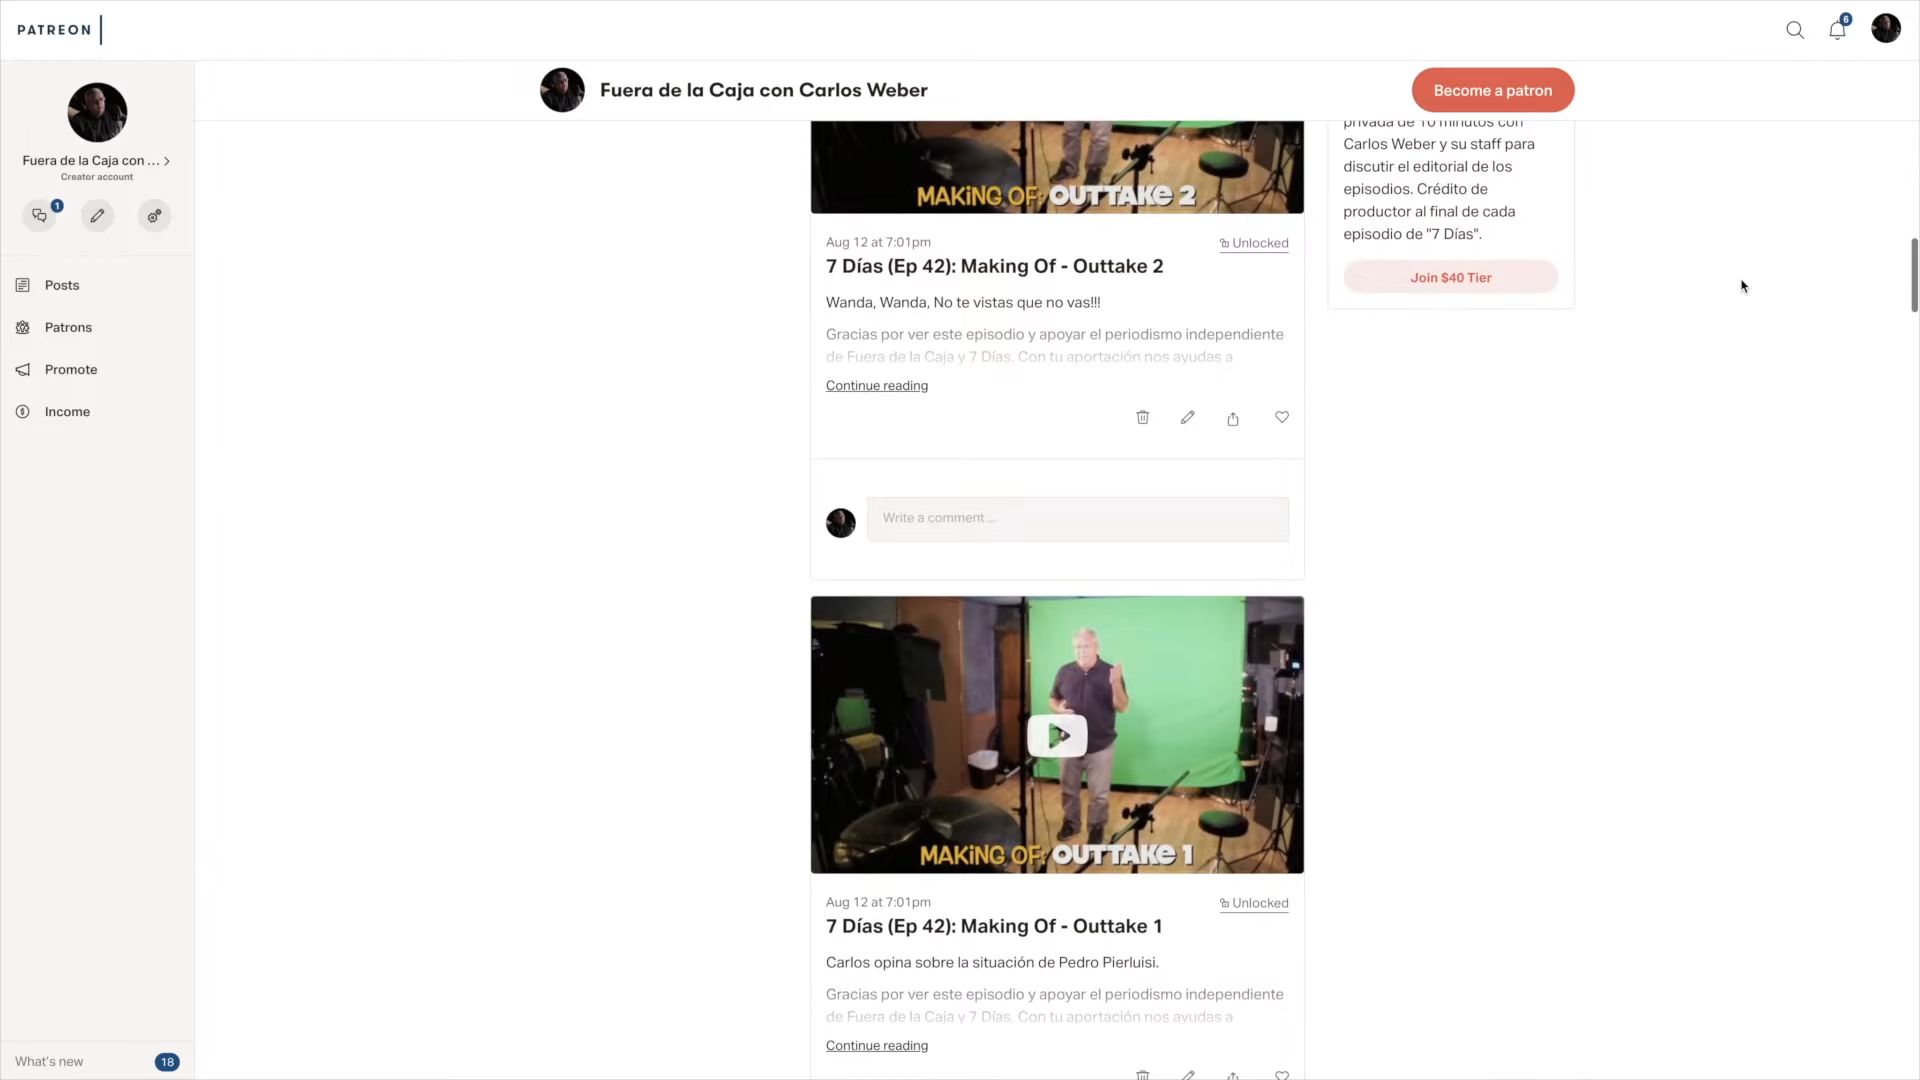 PATREON
6
Fuera de la Caja con Carlos Weber
Become a patron
Fuera de la Caja con ...
Creator account
1
Posts
Patrons
Promote
Income
What's new
18
MAKING OF: OUTTAKE 2
Aug 12 at 7:01pm
Unlocked
7 Días (Ep 42): Making Of - Outtake 2
Wanda, Wanda, No te vistas que no vas!!!
Gracias por ver este episodio y apoyar el periodismo independiente
de Fuera de la Caja y 7 Días. Con tu aportación nos ayudas a
Continue reading
Write a comment ...
MAKING OF: OUTTAKE 1
Aug 12 at 7:01pm
Unlocked
7 Días (Ep 42): Making Of - Outtake 1
Carlos opina sobre la situación de Pedro Pierluisi.
Gracias por ver este episodio y apoyar el periodismo independiente
de Fuera de la Caja y 7 Días. Con tu aportación nos ayudas a
Continue reading
privada de 10 minutos con
Carlos Weber y su staff para
discutir el editorial de los
episodios. Crédito de
productor al final de cada
episodio de "7 Días".
Join $40 Tier